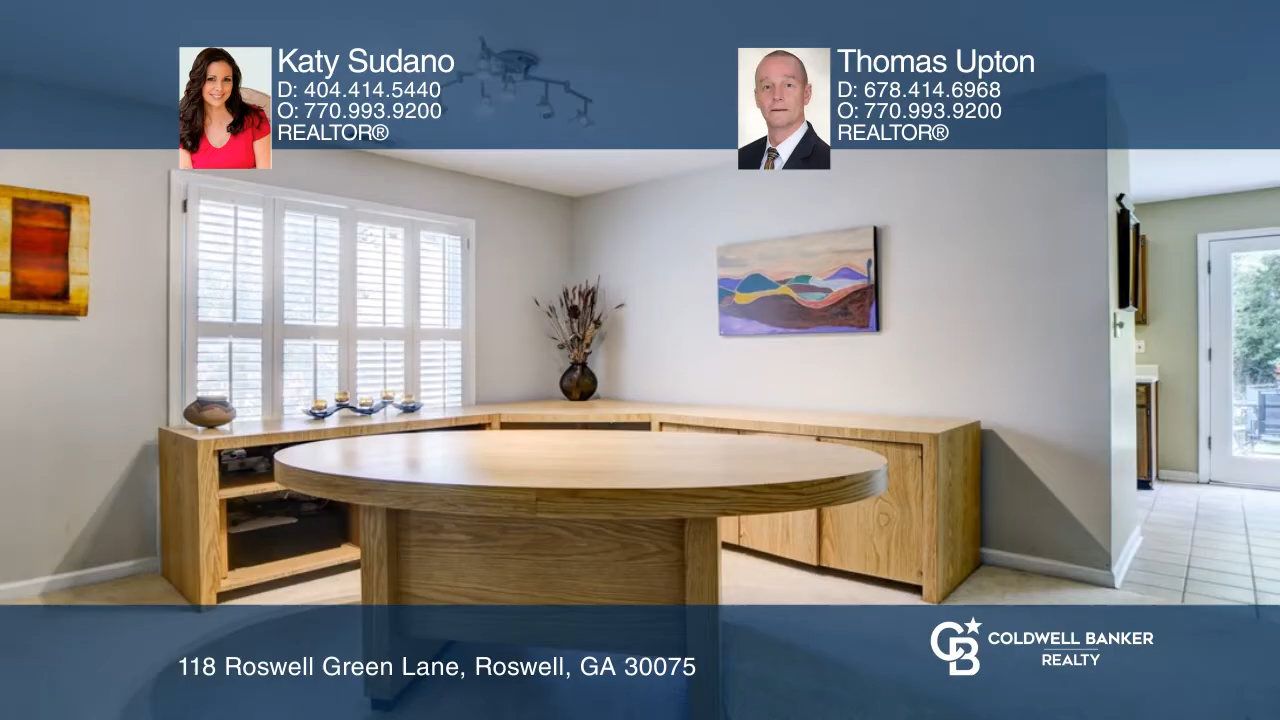 Katy Sudano
D: 404.414.5440
O: 770.993.9200
REALTOR®
Thomas Upton
D: 678.414.6968
O: 770.993.9200
REALTOR®
118 Roswell Green Lane, Roswell, GA 30075
CB
COLDWELL BANKER
REALTY